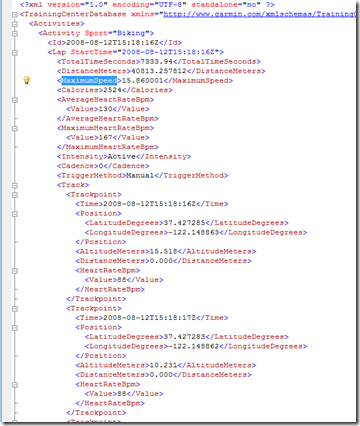 <?xml version="1.0" encoding="UTF-8" standalone="no" ?>
<TrainingCenterDatabase xmlns="http://www.garmin.com/xmlschemas/Training
<Activities>
<Activity Sport="Biking">
<Id>2008-08-12T15:18:16Z</Id>
<Lap StartTime="2008-08-12T15:18:16Z">
<TotalTimeSeconds>7333.94</TotalTimeSeconds>
<DistanceMeters>40813.257812</DistanceMeters>
<MaximumSpeed>15.860001</MaximumSpeed>
<Calories>2524</Calories>
<AverageHeartRateBpm>
<Value>130</Value>
</AverageHeartRateBpm>
<MaximumHeartRateBpm>
<Value>167</Value>
</MaximumHeartRateBpm>
<Intensity>Active</Intensity>
<Cadence>0</Cadence>
<TriggerMethod>Manual</TriggerMethod>
<Track>
<Trackpoint>
<Time>2008-08-12T15:18:16Z</Time>
<Position>
<LatitudeDegrees>37.427285</LatitudeDegrees>
<LongitudeDegrees>-122.148863</LongitudeDegrees>
</Position>
<AltitudeMeters>15.518</AltitudeMeters>
<DistanceMeters>0.000</DistanceMeters>
<HeartRateBpm>
<Value>88</Value>
</HeartRateBpm>
</Trackpoint>
<Trackpoint>
<Time>2008-08-12T15:18:17Z</Time>
<Position>
<LatitudeDegrees>37.427283</LatitudeDegrees>
<LongitudeDegrees>-122.148862</LongitudeDegrees>
</Position>
<AltitudeMeters>10.231</AltitudeMeters>
<DistanceMeters>0.000</DistanceMeters>
<HeartRateBpm>
<Value>88</Value>
</HeartRateBpm>
</Trackpoint>
<Trackpoint>